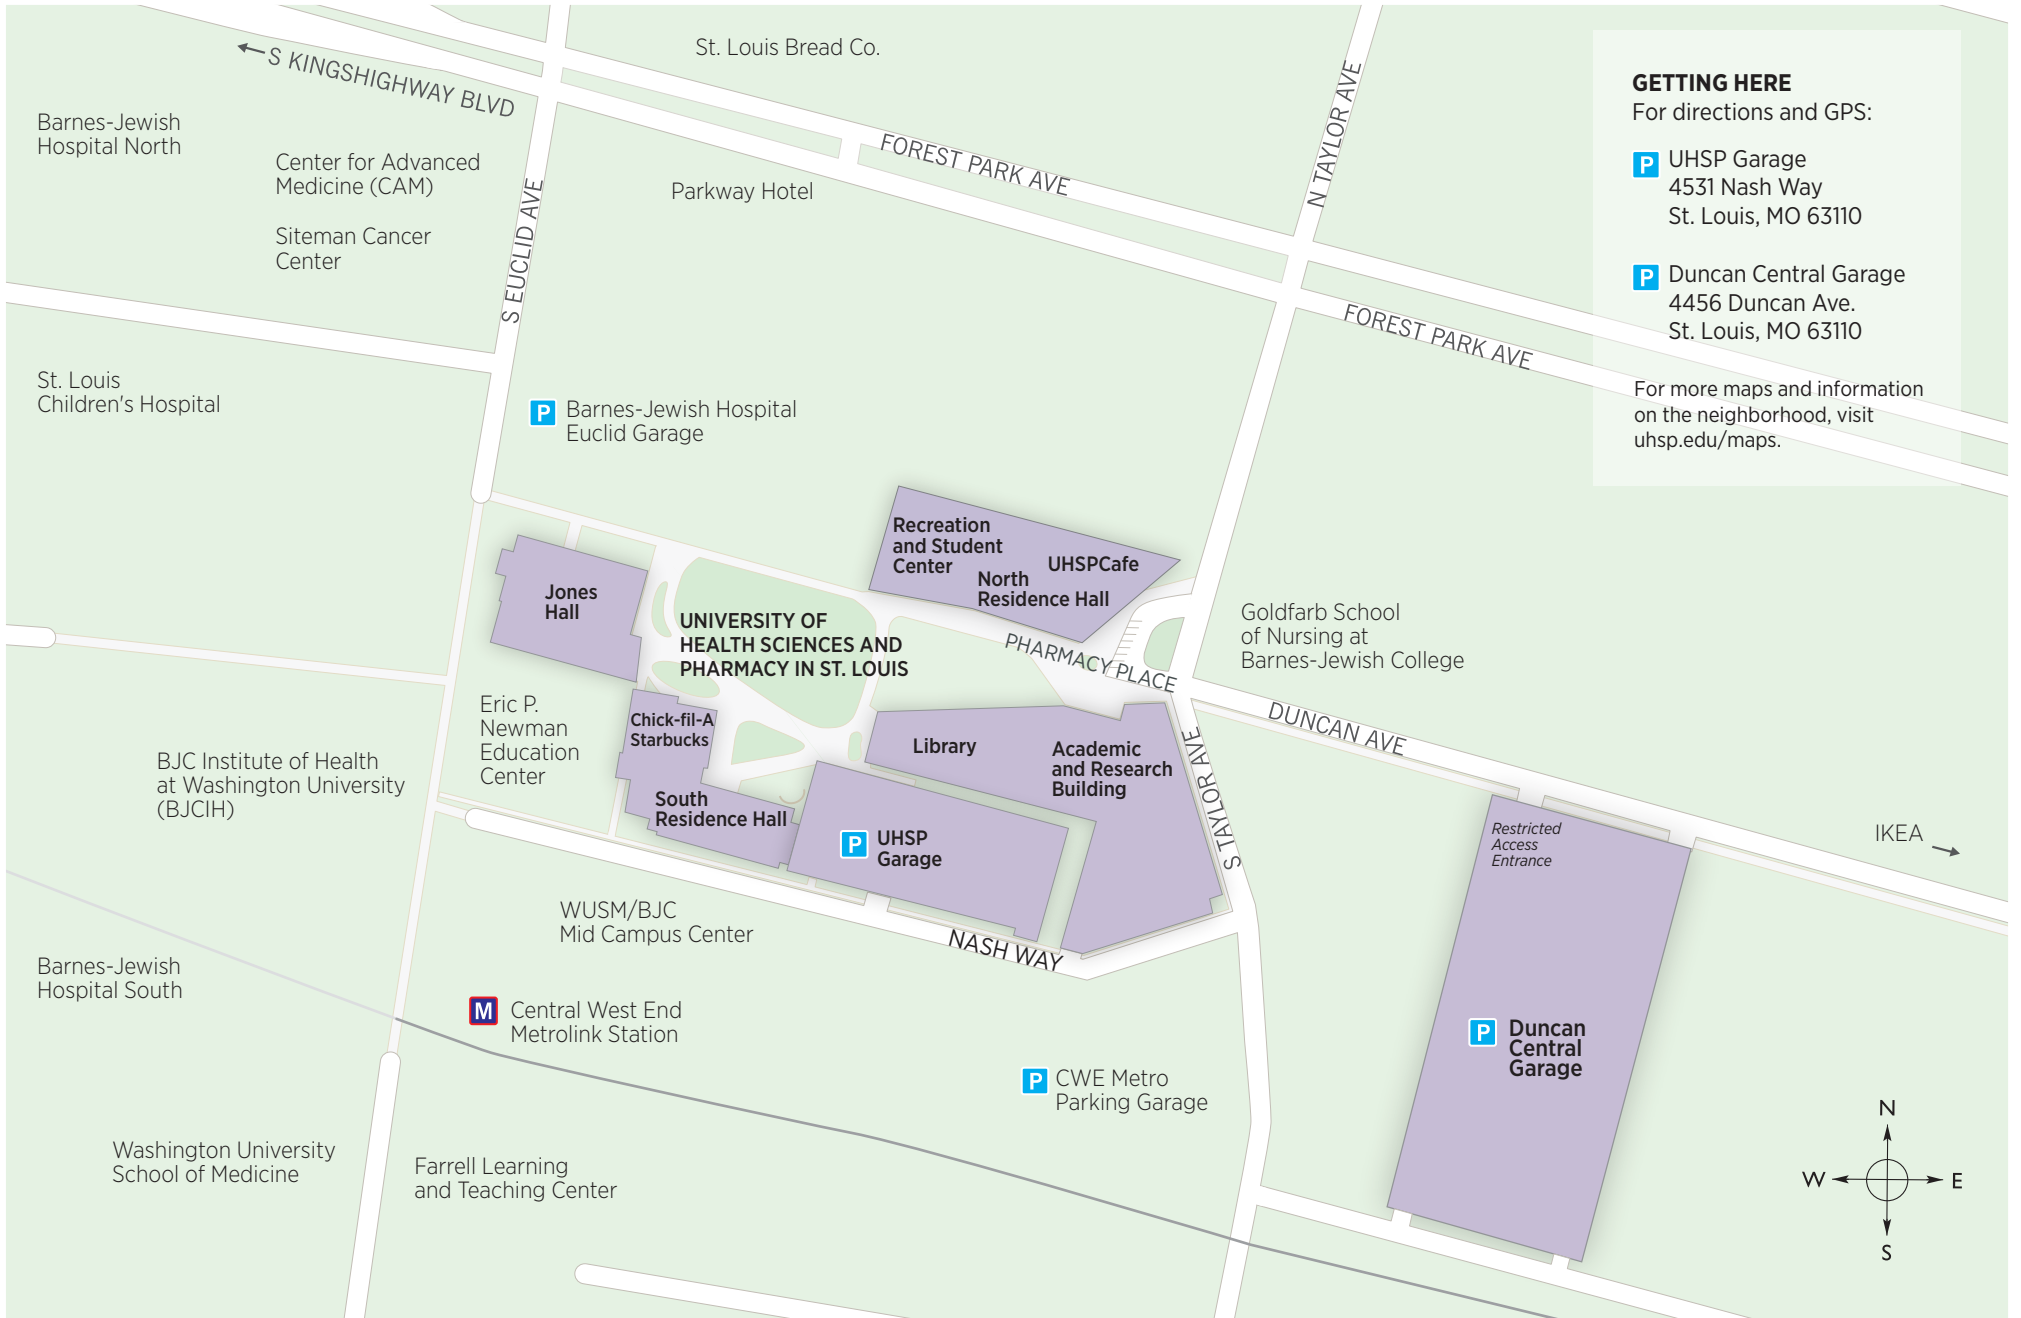 St. Louis Bread Co.
S KINGSHIGHWAY BLVD
GETTING HERE
For directions and GPS:
P UHSP Garage
4531 Nash Way
St. Louis, MO 63110
P Duncan Central Garage
4456 Duncan Ave.
St. Louis, MO 63110
For more maps and information
on the neighborhood, visit
uhsp.edu/maps.
Barnes-Jewish
Hospital North
Center for Advanced
Medicine (CAM)
Siteman Cancer
Center
S EUCLID AVE
Parkway Hotel
FOREST PARK AVE
N TAYLOR AVE
FOREST PARK AVE
St. Louis
Children's Hospital
P Barnes-Jewish Hospital
Euclid Garage
Recreation
and Student
Center
UHSPCafe
North
Residence Hall
Jones
Hall
UNIVERSITY OF
HEALTH SCIENCES AND
PHARMACY IN ST. LOUIS
PHARMACY PLACE
Goldfarb School
of Nursing at
Barnes-Jewish College
DUNCAN AVE
Eric P.
Newman
Education
Center
Chick-fil-A
Starbucks
Library
Academic
and Research
Building
S TAYLOR AVE
BJC Institute of Health
at Washington University
(BJCIH)
South
Residence Hall
P UHSP
Garage
Restricted
Access
Entrance
IKEA
WUSM/BJC
Mid Campus Center
NASH WAY
Barnes-Jewish
Hospital South
M Central West End
Metrolink Station
P CWE Metro
Parking Garage
P Duncan
Central
Garage
Washington University
School of Medicine
Farrell Learning
and Teaching Center
N
W E
S